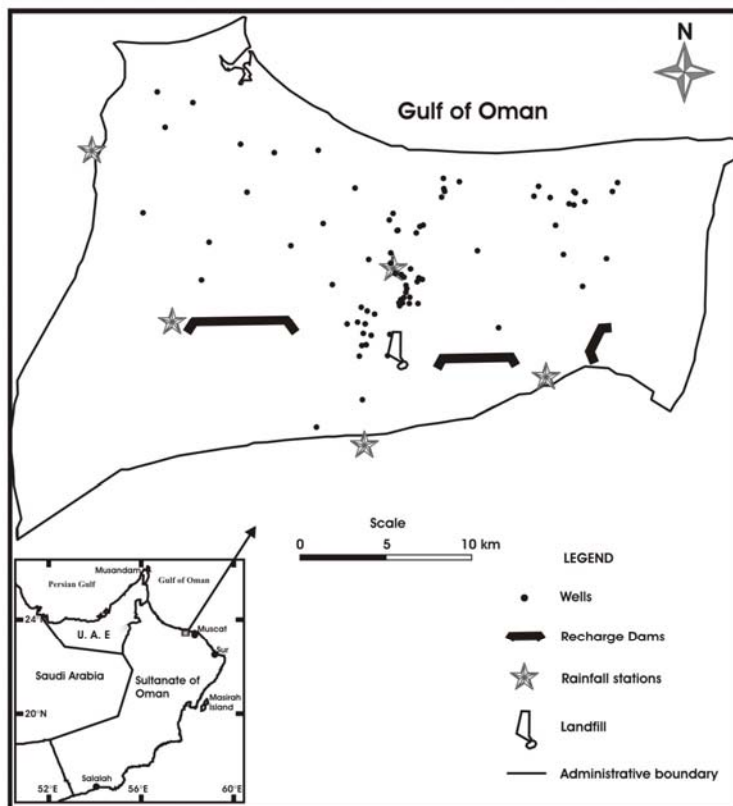 N
Gulf of Oman
Scale
0 5 10 km
LEGEND
Wells
Recharge Dams
Rainfall stations
Landfill
Administrative boundary
Musandam
Persian Gulf
Gulf of Oman
24°N
U. A. E
Muscat
Sur
Saudi Arabia
Sultanate of
Oman
Masirah
Island
20°N
Salalah
52°E 56°E 60°E